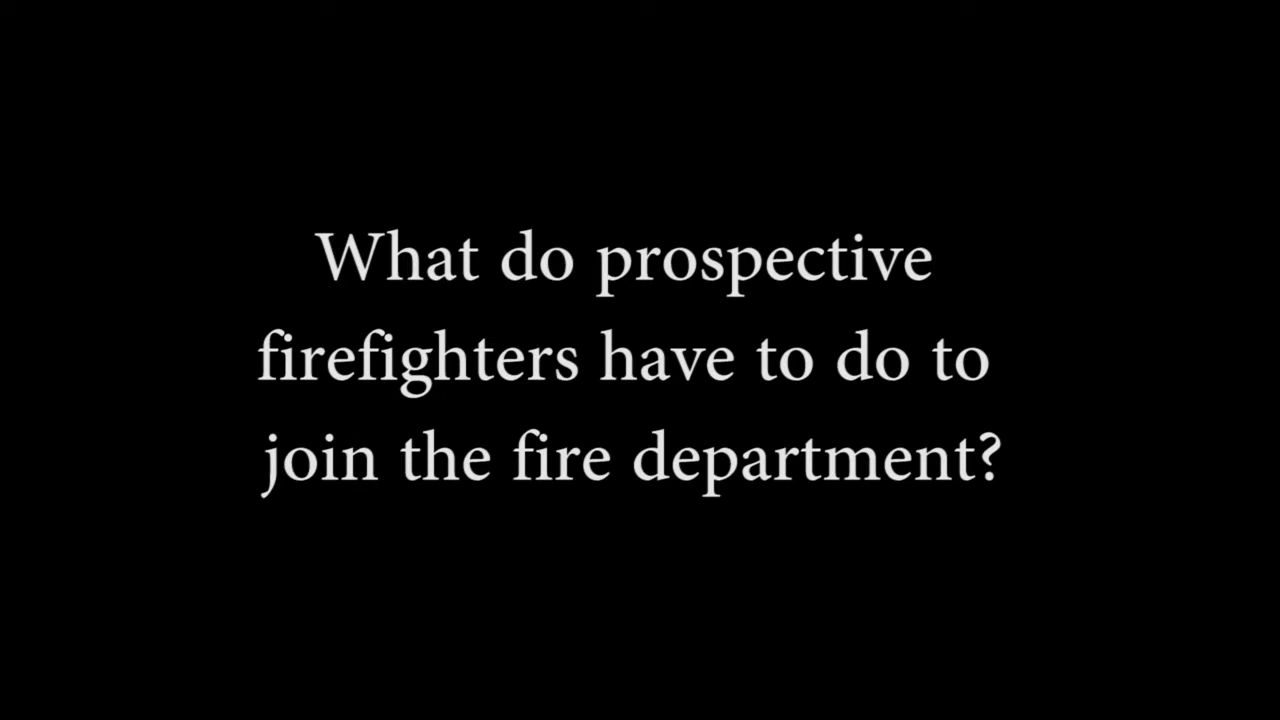 What do prospective
firefighters have to do to
join the fire department?